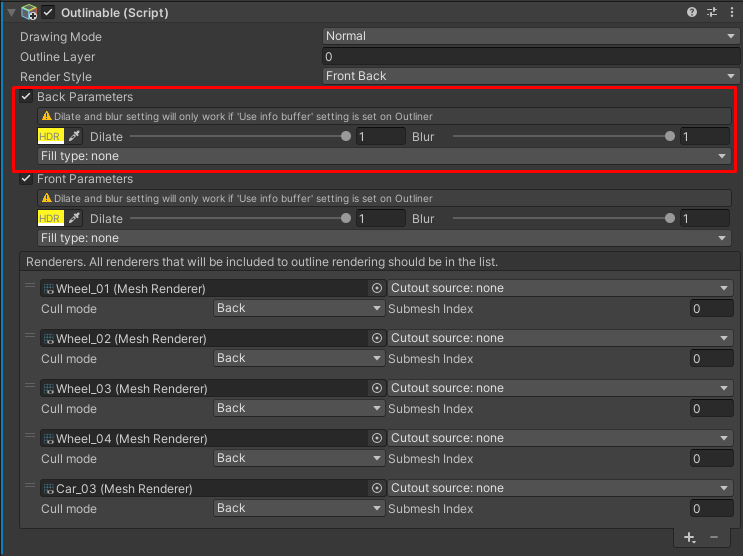 Outlinable (Script)
Drawing Mode Normal
Outline Layer 0
Render Style Front Back
Back Parameters
Dilate and blur setting will only work if 'Use info buffer' setting is set on Outliner
HDR Dilate 1 Blur 1
Fill type: none
Front Parameters
Dilate and blur setting will only work if 'Use info buffer' setting is set on Outliner
HDR Dilate 1 Blur 1
Fill type: none
Renderers. All renderers that will be included to outline rendering should be in the list.
Wheel_01 (Mesh Renderer) Cutout source: none
Cull mode Back Submesh Index 0
Wheel_02 (Mesh Renderer) Cutout source: none
Cull mode Back Submesh Index 0
Wheel_03 (Mesh Renderer) Cutout source: none
Cull mode Back Submesh Index 0
Wheel_04 (Mesh Renderer) Cutout source: none
Cull mode Back Submesh Index 0
Car_03 (Mesh Renderer) Cutout source: none
Cull mode Back Submesh Index 0